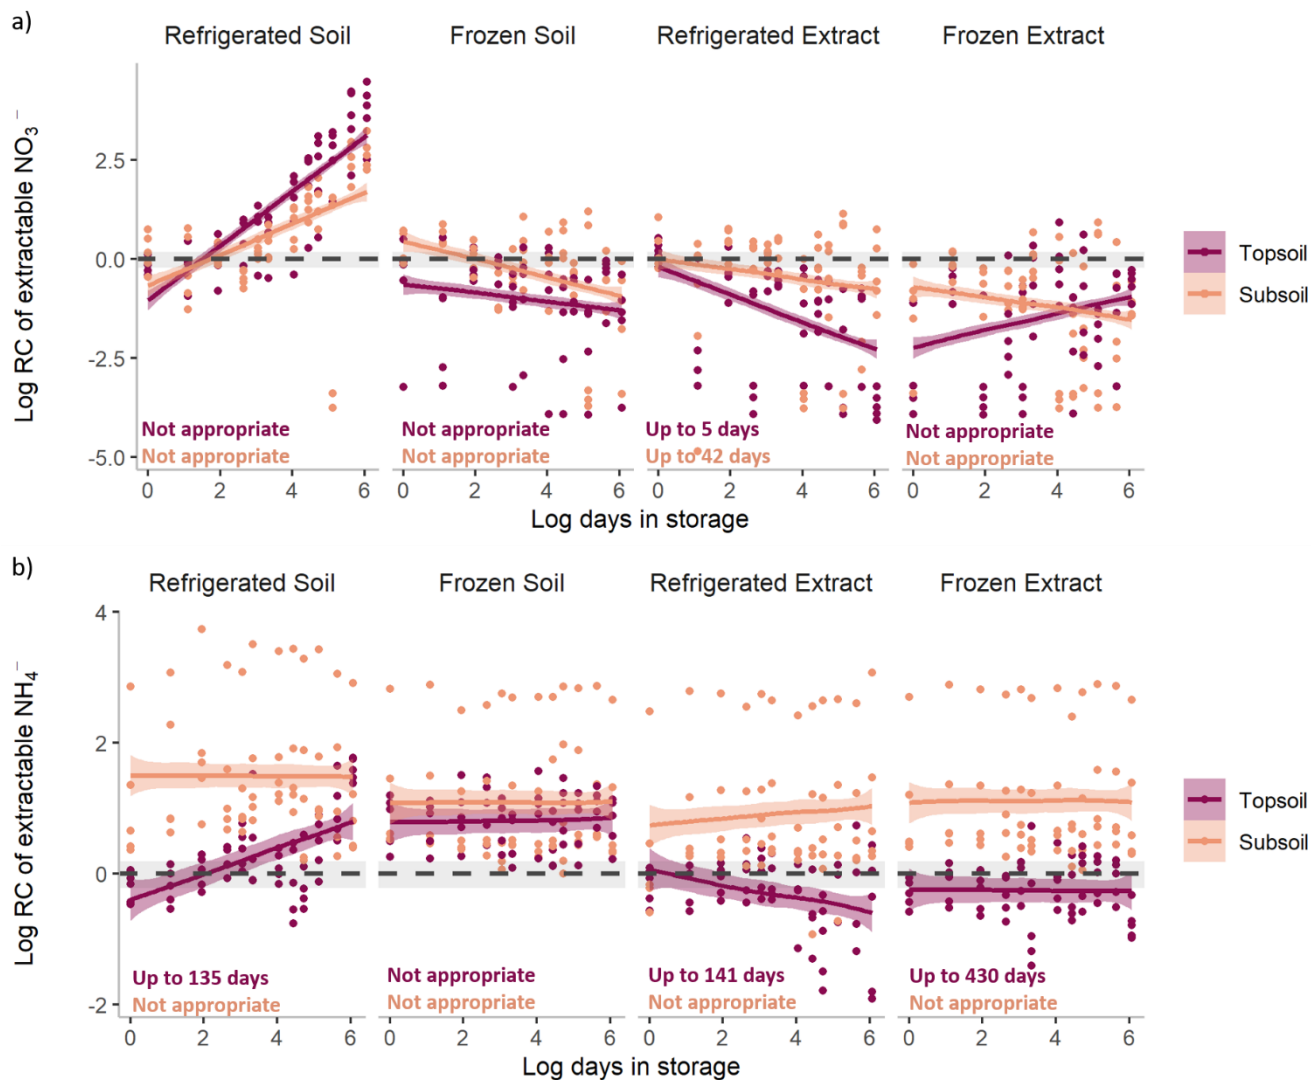 a)
Refrigerated Soil Frozen Soil Refrigerated Extract Frozen Extract
Log RC of extractable NO₃⁻
2.5
0.0
-2.5
-5.0
Not appropriate Not appropriate Up to 5 days Not appropriate
Not appropriate Not appropriate Up to 42 days Not appropriate
0 2 4 6 0 2 4 6 0 2 4 6 0 2 4 6
Log days in storage
Topsoil
Subsoil
b)
Refrigerated Soil Frozen Soil Refrigerated Extract Frozen Extract
Log RC of extractable NH₄⁻
4
2
0
-2
Up to 135 days Not appropriate Up to 141 days Up to 430 days
Not appropriate Not appropriate Not appropriate Not appropriate
0 2 4 6 0 2 4 6 0 2 4 6 0 2 4 6
Log days in storage
Topsoil
Subsoil